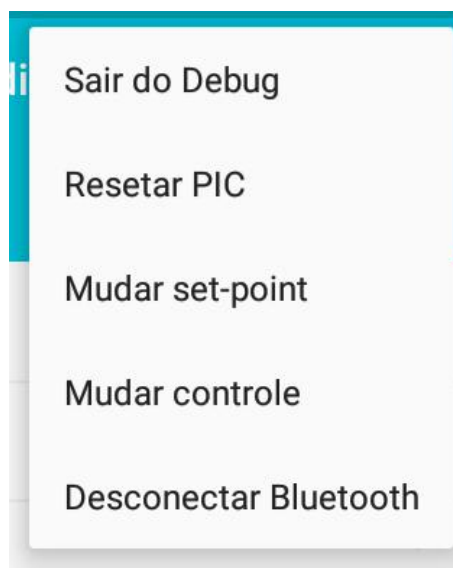 Sair do Debug
Resetar PIC
Mudar set-point
Mudar controle
Desconectar Bluetooth